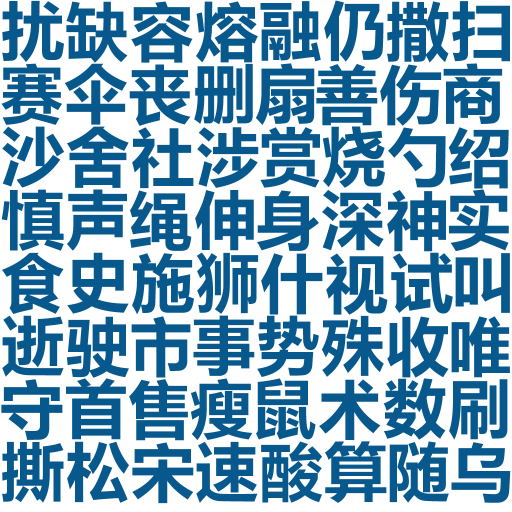 扰缺容熔融仍撒扫
赛伞丧删扇善伤商
沙舍社涉赏烧勺绍
慎声绳伸身深神实
食史施狮什视试叫
逝驶市事势殊收唯
守首售瘦鼠术数刷
撕松宋速酸算随乌